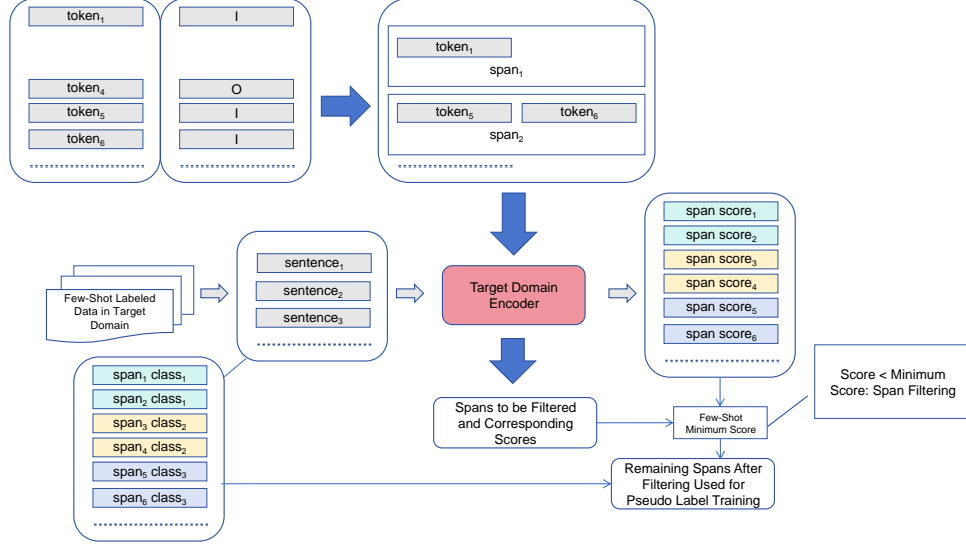 token1 I
token4 O
token5 I
token6 I
token1
span1
token5 token6
span2
Few-Shot Labeled
Data in Target
Domain
sentence1
sentence2
sentence3
Target Domain
Encoder
span score1
span score2
span score3
span score4
span score5
span score6
span1 class1
span2 class1
span3 class2
span4 class2
span5 class3
span6 class3
Spans to be Filtered
and Corresponding
Scores
Few-Shot
Minimum Score
Score < Minimum
Score: Span Filtering
Remaining Spans After
Filtering Used for
Pseudo Label Training